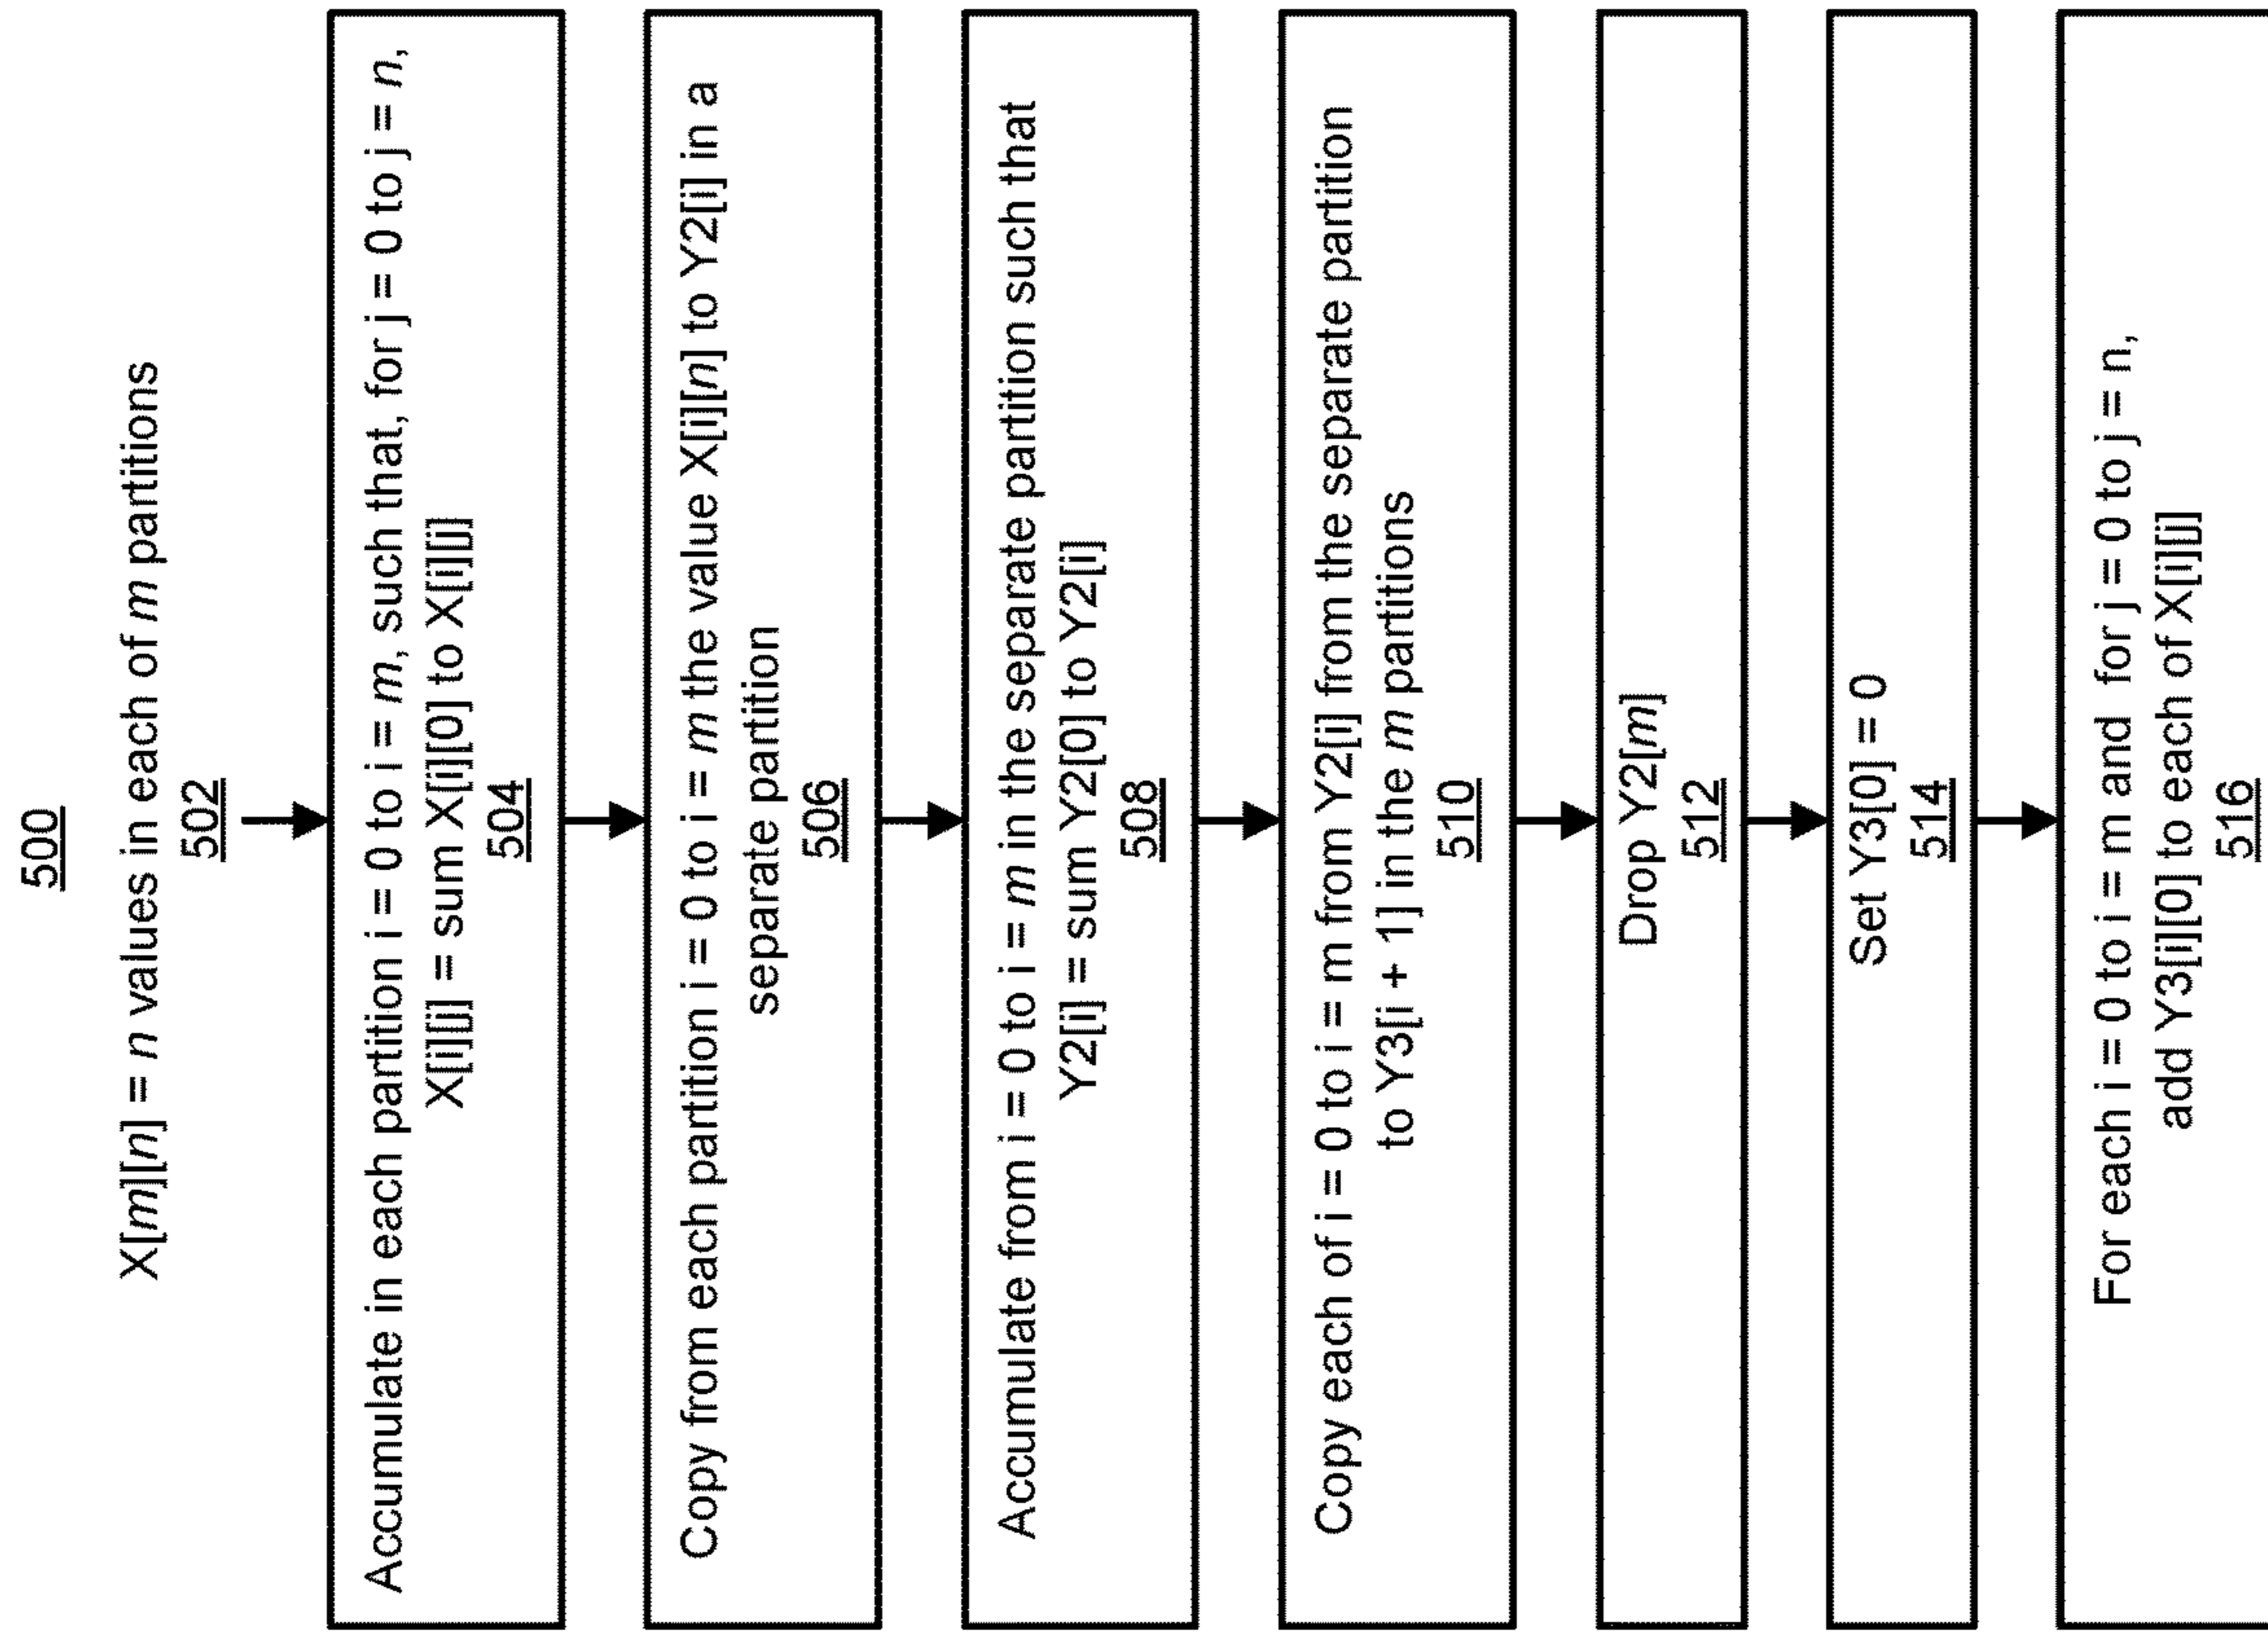 500
X[m][n] = n values in each of m partitions
502
Accumulate in each partition i = 0 to i = m, such that, for j = 0 to j = n,
X[i][j] = sum X[i][0] to X[i][j]
504
Copy from each partition i = 0 to i = m the value X[i][n] to Y2[i] in a
separate partition
506
Accumulate from i = 0 to i = m in the separate partition such that
Y2[i] = sum Y2[0] to Y2[i]
508
Copy each of i = 0 to i = m from Y2[i] from the separate partition
to Y3[i + 1] in the m partitions
510
Drop Y2[m]
512
Set Y3[0] = 0
514
For each i = 0 to i = m and for j = 0 to j = n,
add Y3[i][0] to each of X[i][j]
516